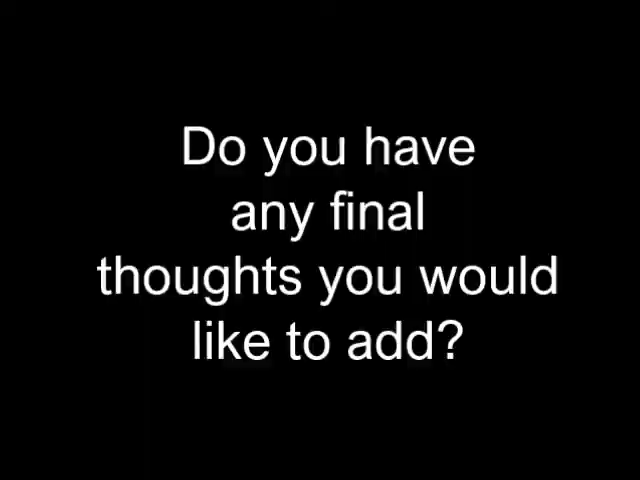 Do you have
any final
thoughts you would
like to add?